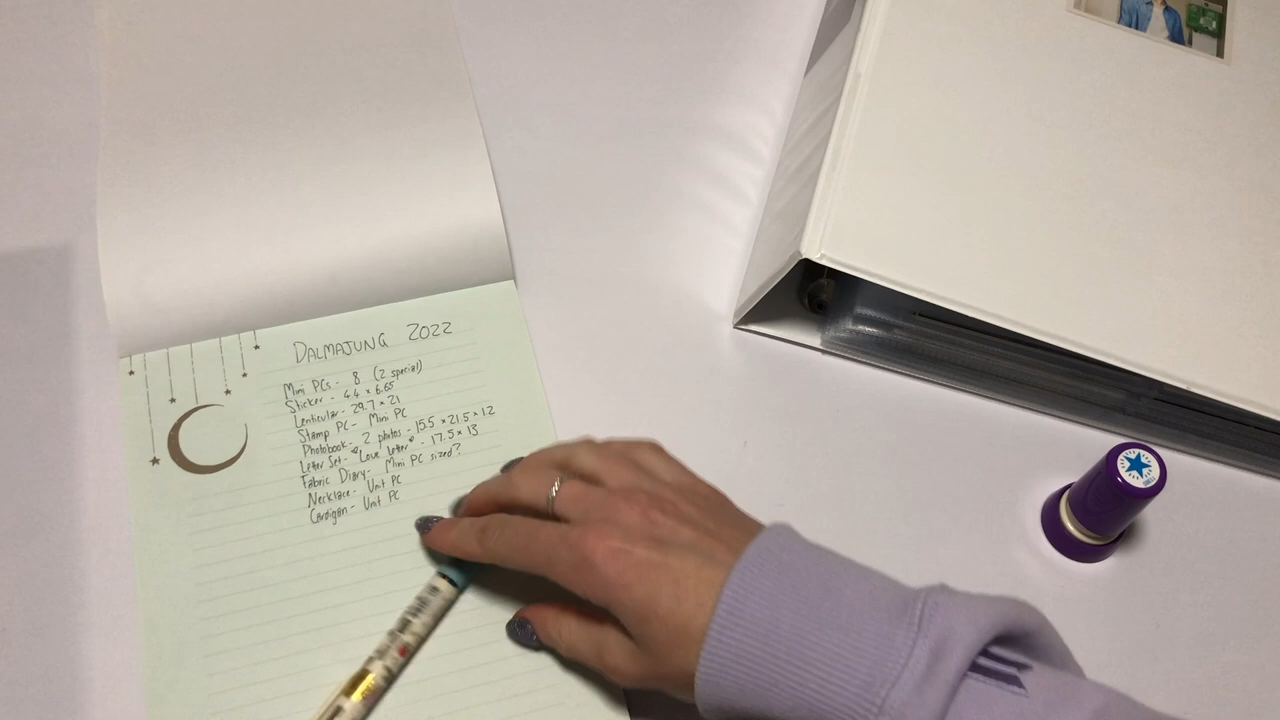 DALMAJUNG 2022
Mini PCs - 8 (2 special)
Sticker - 4.4 x 6.65
Lenticular - 29.7 x 21
Stamp PC - Mini PC
Photobook - 2 photos - 15.5 x 21.5 x 1.2
Letter Set - "Love Letter" - 17.5 x 13
Fabric Diary - Mini PC sized?
Necklace - Unit PC
Cardigan - Unit PC